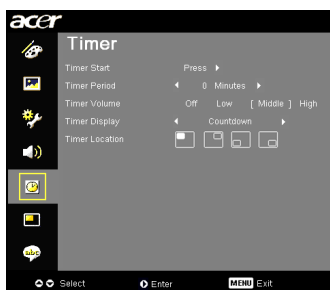 acer
Timer
Timer Start Press
Timer Period 0 Minutes
Timer Volume Off Low [ Middle ] High
Timer Display Countdown
Timer Location
abc
Select Enter MENU Exit